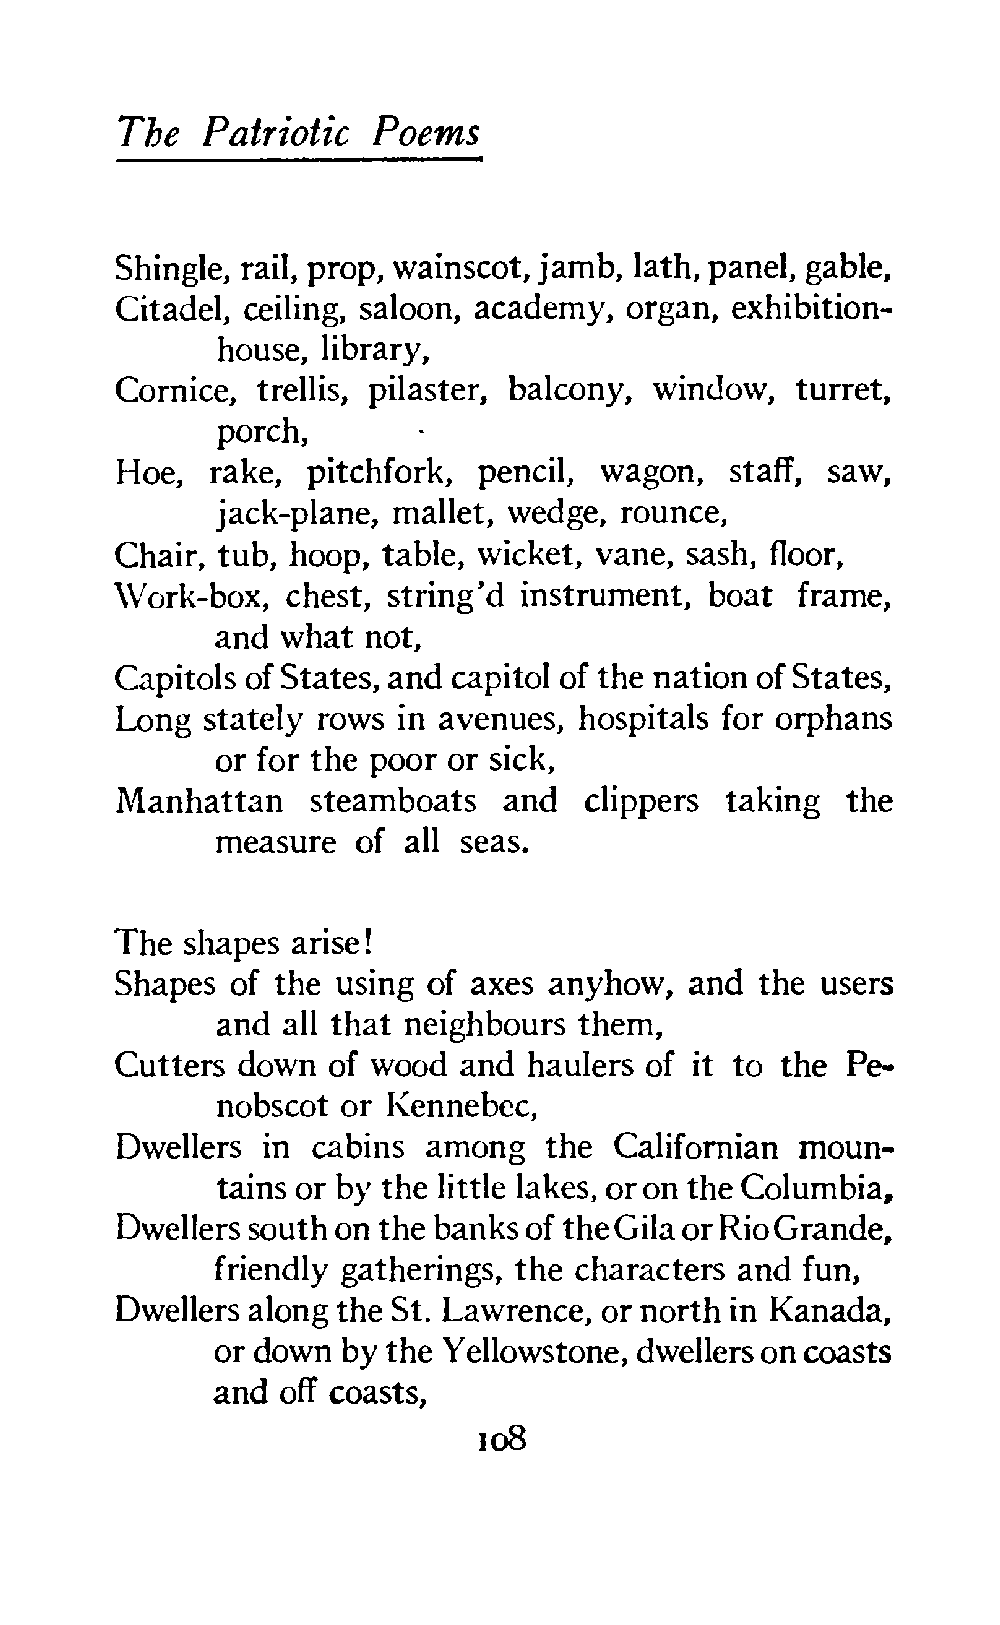 The Patriotic Poems
Shingle, rail, prop, wainscot, jamb, lath, panel, gable,
Citadel, ceiling, saloon, academy, organ, exhibition-
house, library,
Cornice, trellis, pilaster, balcony, window, turret,
porch,
Hoe, rake, pitchfork, pencil, wagon, staff, saw,
jack-plane, mallet, wedge, rounce,
Chair, tub, hoop, table, wicket, vane, sash, floor,
Work-box, chest, string'd instrument, boat frame,
and what not,
Capitols of States, and capitol of the nation of States,
Long stately rows in avenues, hospitals for orphans
or for the poor or sick,
Manhattan steamboats and clippers taking the
measure of all seas.
The shapes arise!
Shapes of the using of axes anyhow, and the users
and all that neighbours them,
Cutters down of wood and haulers of it to the Pe-
nobscot or Kennebec,
Dwellers in cabins among the Californian moun-
tains or by the little lakes, or on the Columbia,
Dwellers south on the banks of the Gila or Rio Grande,
friendly gatherings, the characters and fun,
Dwellers along the St. Lawrence, or north in Kanada,
or down by the Yellowstone, dwellers on coasts
and off coasts,
108